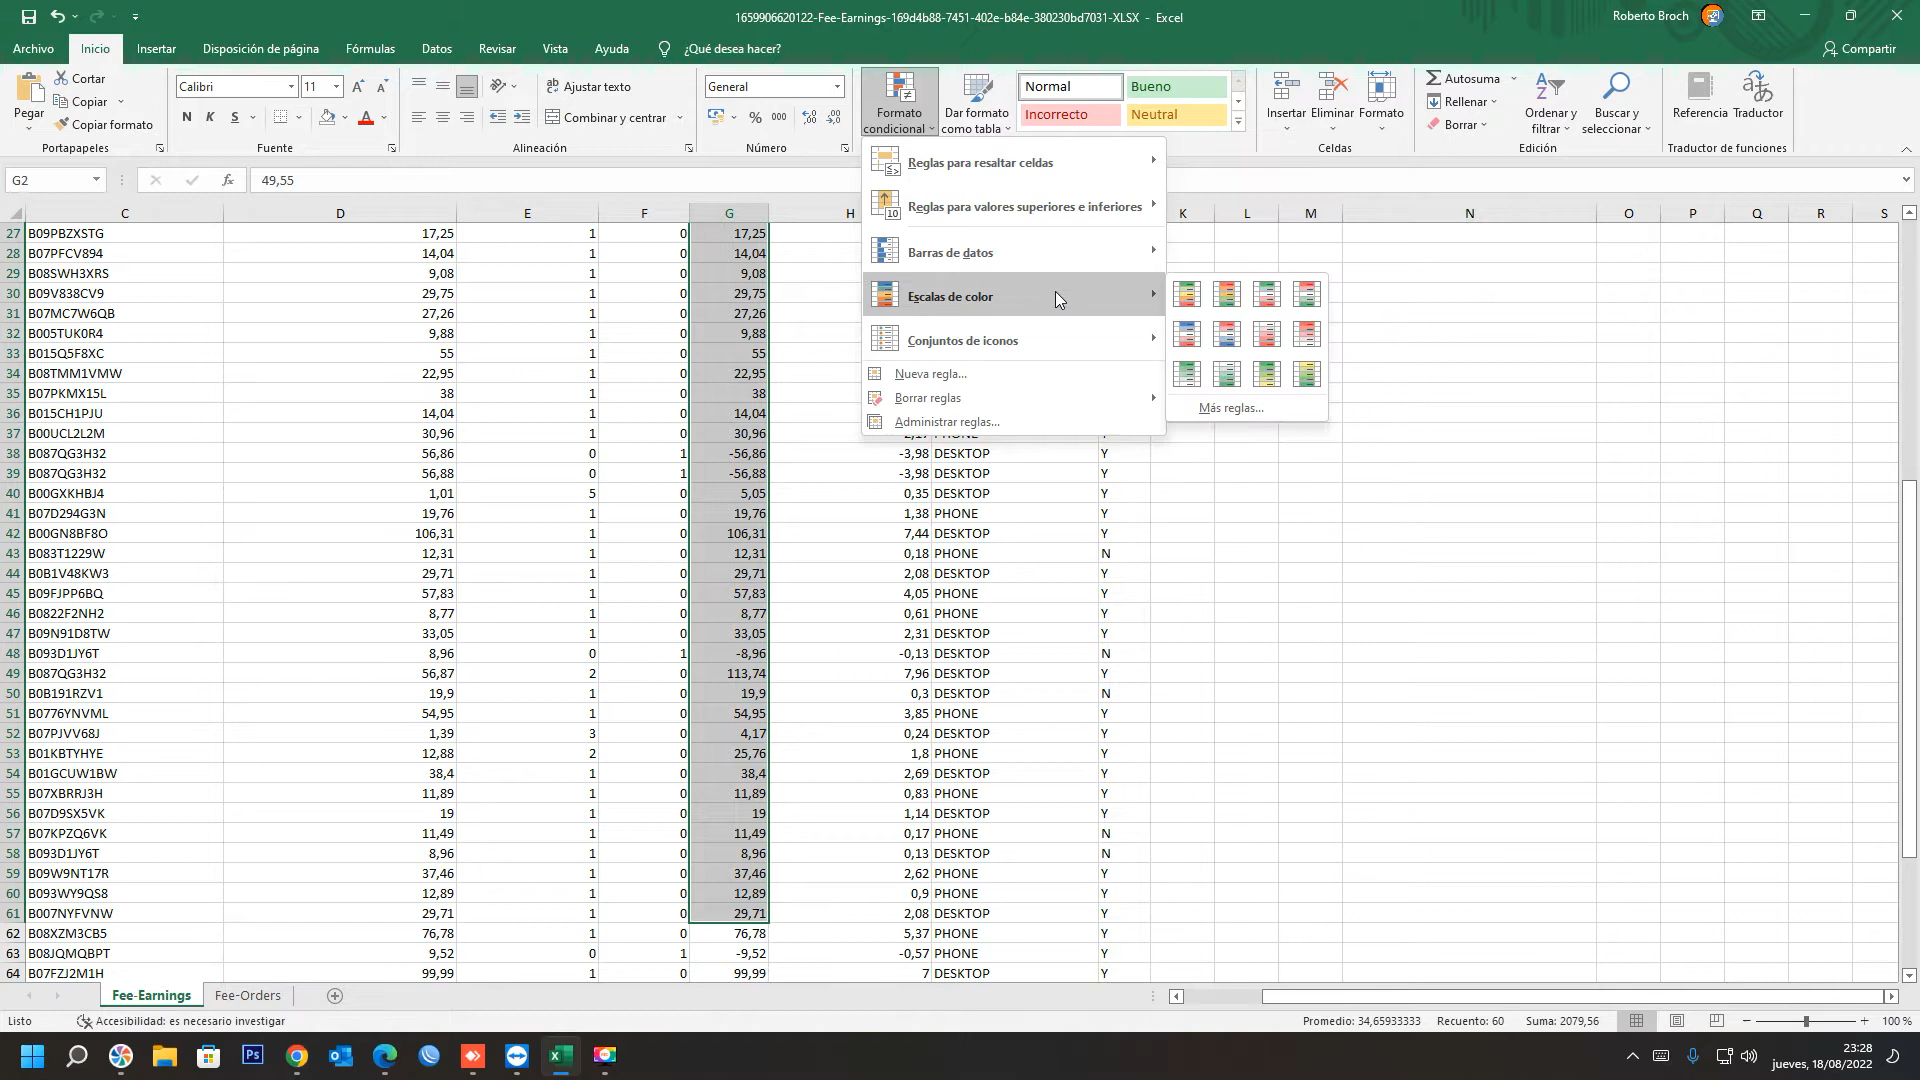 1659906620122-Fee-Earnings-169d4b88-7451-402e-b84e-380230bd7031-XLSX - Excel
Roberto Broch
Archivo Inicio Insertar Disposición de página Fórmulas Datos Revisar Vista Ayuda ¿Qué desea hacer? Compartir
Pegar
Cortar
Copiar
Copiar formato
Portapapeles
Calibri 11
N K S
Fuente
Ajustar texto
Combinar y centrar
Alineación
General
% 000
Número
Formato condicional
Dar formato como tabla
Normal Bueno
Incorrecto Neutral
Insertar Eliminar Formato
Celdas
Autosuma
Rellenar
Borrar
Ordenar y filtrar
Buscar y seleccionar
Edición
Referencia Traductor
Traductor de funciones
Reglas para resaltar celdas
Reglas para valores superiores e inferiores
Barras de datos
Escalas de color
Conjuntos de iconos
Nueva regla...
Borrar reglas
Administrar reglas...
Más reglas...
G2 fx 49,55
C D E F G H K L M N O P Q R S
27 B09PBZXSTG 17,25 1 0 17,25
28 B07PFCV894 14,04 1 0 14,04
29 B08SWH3XRS 9,08 1 0 9,08
30 B09V838CV9 29,75 1 0 29,75
31 B07MC7W6QB 27,26 1 0 27,26
32 B005TUK0R4 9,88 1 0 9,88
33 B015Q5F8XC 55 1 0 55
34 B08TMM1VMW 22,95 1 0 22,95
35 B07PKMX15L 38 1 0 38
36 B015CH1PJU 14,04 1 0 14,04
37 B00UCL2L2M 30,96 1 0 30,96 2,17 PHONE Y
38 B087QG3H32 56,86 0 1 -56,86 -3,98 DESKTOP Y
39 B087QG3H32 56,88 0 1 -56,88 -3,98 DESKTOP Y
40 B00GXKHBJ4 1,01 5 0 5,05 0,35 DESKTOP Y
41 B07D294G3N 19,76 1 0 19,76 1,38 PHONE Y
42 B00GN8BF8O 106,31 1 0 106,31 7,44 DESKTOP Y
43 B083T1229W 12,31 1 0 12,31 0,18 PHONE N
44 B0B1V48KW3 29,71 1 0 29,71 2,08 DESKTOP Y
45 B09FJPP6BQ 57,83 1 0 57,83 4,05 PHONE Y
46 B0822F2NH2 8,77 1 0 8,77 0,61 PHONE Y
47 B09N91D8TW 33,05 1 0 33,05 2,31 DESKTOP Y
48 B093D1JY6T 8,96 0 1 -8,96 -0,13 DESKTOP N
49 B087QG3H32 56,87 2 0 113,74 7,96 DESKTOP Y
50 B0B191RZV1 19,9 1 0 19,9 0,3 DESKTOP N
51 B0776YNVML 54,95 1 0 54,95 3,85 PHONE Y
52 B07PJVV68J 1,39 3 0 4,17 0,24 DESKTOP Y
53 B01KBTYHYE 12,88 2 0 25,76 1,8 PHONE Y
54 B01GCUW1BW 38,4 1 0 38,4 2,69 DESKTOP Y
55 B07XBRRJ3H 11,89 1 0 11,89 0,83 PHONE Y
56 B07D9SX5VK 19 1 0 19 1,14 DESKTOP Y
57 B07KPZQ6VK 11,49 1 0 11,49 0,17 PHONE N
58 B093D1JY6T 8,96 1 0 8,96 0,13 DESKTOP N
59 B09W9NT17R 37,46 1 0 37,46 2,62 PHONE Y
60 B093WY9QS8 12,89 1 0 12,89 0,9 PHONE Y
61 B007NYFVNW 29,71 1 0 29,71 2,08 DESKTOP Y
62 B08XZM3CB5 76,78 1 0 76,78 5,37 PHONE Y
63 B08JQMQBPT 9,52 0 1 -9,52 -0,57 PHONE Y
64 B07FZJ2M1H 99,99 1 0 99,99 7 DESKTOP Y
Fee-Earnings Fee-Orders
Listo Accesibilidad: es necesario investigar Promedio: 34,65933333 Recuento: 60 Suma: 2079,56 100 %
23:28
jueves, 18/08/2022